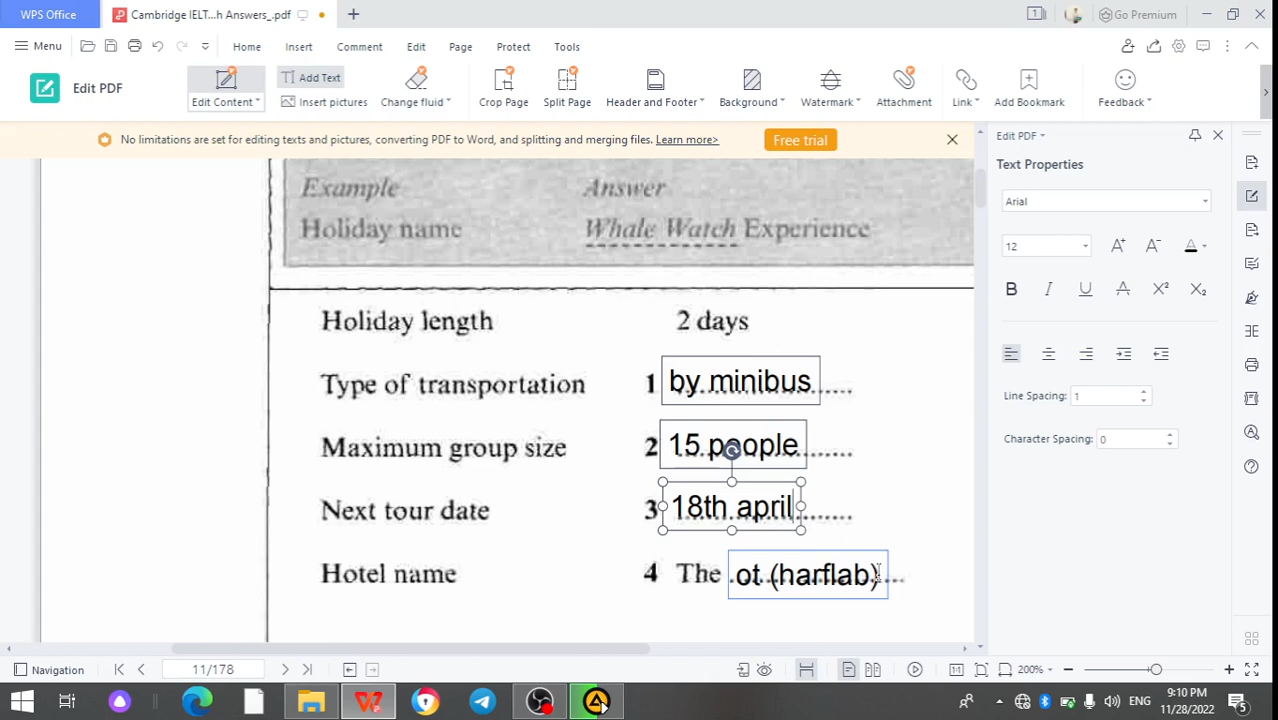 WPS Office
Cambridge IELT...h Answers_.pdf
1
Go Premium
Menu
Home
Insert
Comment
Edit
Page
Protect
Tools
Edit PDF
Edit Content
Add Text
Insert pictures
Change fluid
Crop Page
Split Page
Header and Footer
Background
Watermark
Attachment
Link
Add Bookmark
Feedback
No limitations are set for editing texts and pictures, converting PDF to Word, and splitting and merging files. Learn more>
Free trial
Example Answer
Holiday name Whale Watch Experience
Holiday length 2 days
Type of transportation 1 by minibus
Maximum group size 2 15 people
Next tour date 3 18th april
Hotel name 4 The ot (harflab)
Edit PDF
Text Properties
Arial
12
Line Spacing: 1
Character Spacing: 0
Navigation
11/178
200%
ENG
9:10 PM
11/28/2022
5